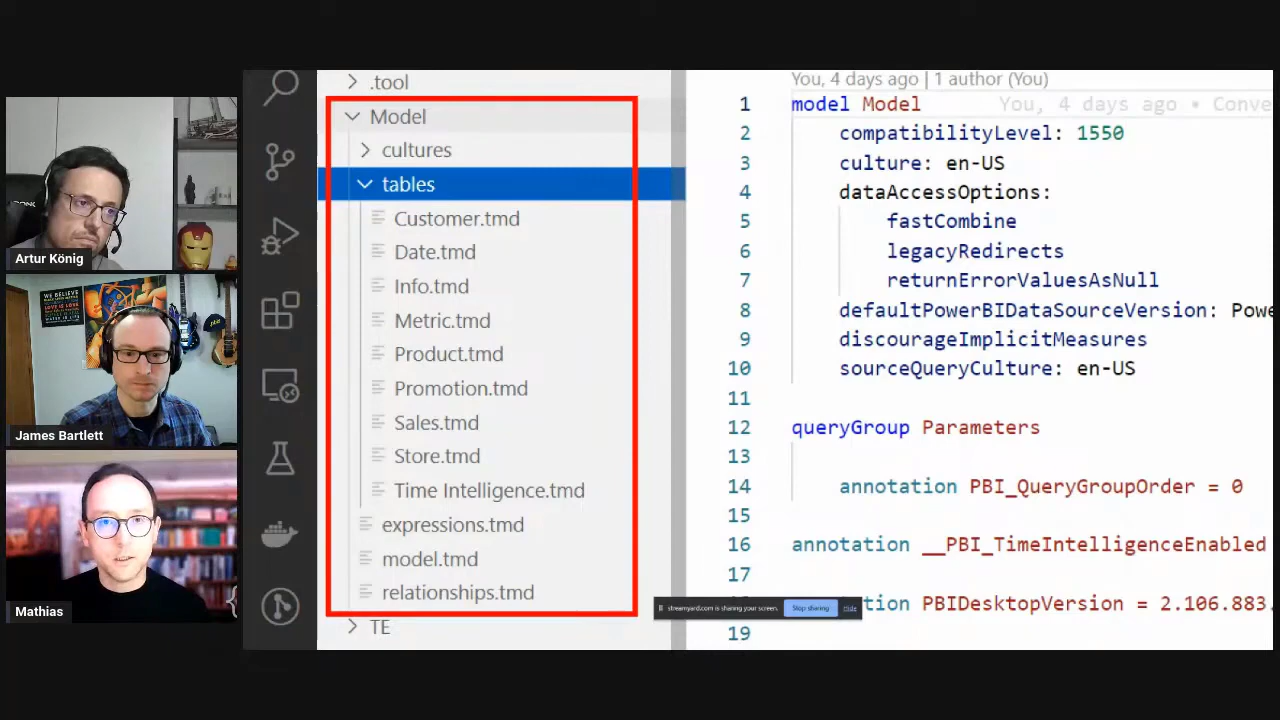 Artur König
WE BELIEVE
LOVE IS LOVE
James Bartlett
Mathias
.tool
Model
cultures
tables
Customer.tmd
Date.tmd
Info.tmd
Metric.tmd
Product.tmd
Promotion.tmd
Sales.tmd
Store.tmd
Time Intelligence.tmd
expressions.tmd
model.tmd
relationships.tmd
TE
You, 4 days ago | 1 author (You)
1 model Model You, 4 days ago • Conve
2 compatibilityLevel: 1550
3 culture: en-US
4 dataAccessOptions:
5 fastCombine
6 legacyRedirects
7 returnErrorValuesAsNull
8 defaultPowerBIDataSourceVersion: Powe
9 discourageImplicitMeasures
10 sourceQueryCulture: en-US
11
12 queryGroup Parameters
13
14 annotation PBI_QueryGroupOrder = 0
15
16 annotation __PBI_TimeIntelligenceEnabled
17
tion PBIDesktopVersion = 2.106.883.
19
streamyard.com is sharing your screen. Stop sharing Hide